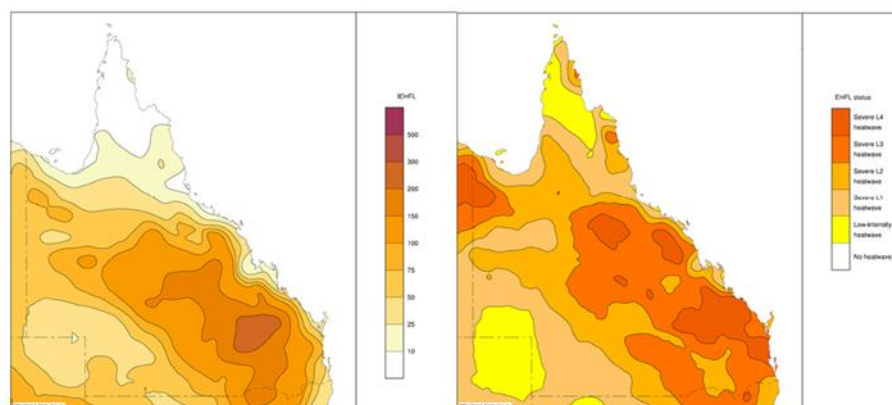 IEHFL
500
300
200
150
100
75
50
25
10
EHFL status
Severe L4
heatwave
Severe L3
heatwave
Severe L2
heatwave
Severe L1
heatwave
Low-Intensity
heatwave
No heatwave